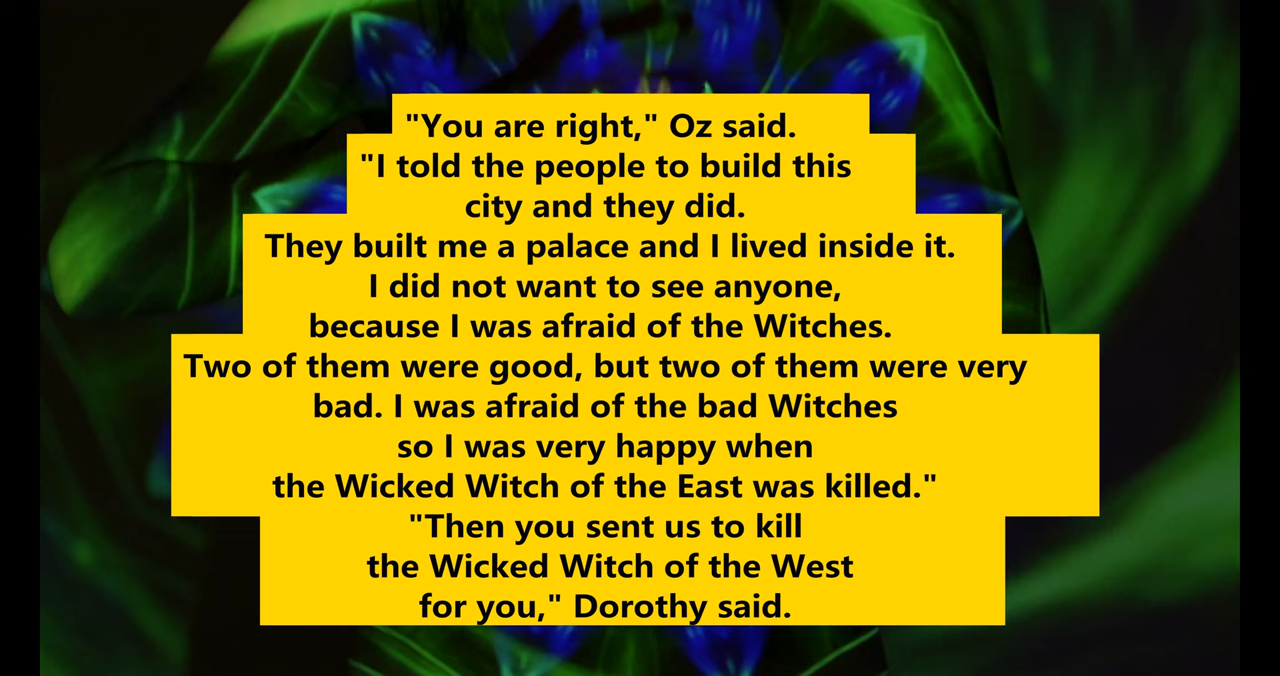 "You are right," Oz said.
"I told the people to build this
city and they did.
They built me a palace and I lived inside it.
I did not want to see anyone,
because I was afraid of the Witches.
Two of them were good, but two of them were very
bad. I was afraid of the bad Witches
so I was very happy when
the Wicked Witch of the East was killed."
"Then you sent us to kill
the Wicked Witch of the West
for you," Dorothy said.